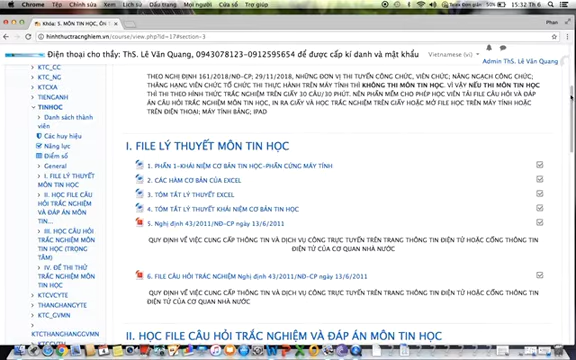 Chrome Tệp Chỉnh sửa Xem Lịch sử Dấu trang Mọi người Cửa sổ Trợ giúp
50% 15:32 Th 6
Khóa: 5. MÔN TIN HỌC, ÔN
Phan
hinhthuctracnghiem.vn/course/view.php?id=17#section-3
Điện thoại cho thầy: ThS. Lê Văn Quang, 0943078123-0912595654 để được cấp kí danh và mật khẩu
Vietnamese (vi)
Admin ThS. Quang Lê Văn
KTC_CC
KTC_NG
KTCXA
TIENGANH
TINHOC
Danh sách thành viên
Các huy hiệu
Năng lực
Điểm số
General
I. FILE LÝ THUYẾT MÔN TIN HỌC
II. HỌC FILE CÂU HỎI TRẮC NGHIỆM VÀ ĐÁP ÁN MÔN TIN...
III. HỌC CÂU HỎI TRẮC NGHIỆM MÔN TIN HỌC (TRỌNG TÂM)
IV. ĐỀ THI THỬ TRẮC NGHIỆM MÔN TIN HỌC
KTCVCYTE
THANHCHANGTYTE
KTC_GVMN
KTCTHANGHANGGVMN
THEO NGHỊ ĐỊNH 161/2018/NĐ-CP; 29/11/2018, NHỮNG ĐƠN VỊ THI TUYỂN CÔNG CHỨC, VIÊN CHỨC; NÂNG NGẠCH CÔNG CHỨC;
THĂNG HẠNG VIÊN CHỨC TỔ CHỨC THI THỰC HÀNH TRÊN MÁY TÍNH THÌ KHÔNG THI MÔN TIN HỌC. VÌ VẬY NẾU THI MÔN TIN HỌC
THÌ THI THEO HÌNH THỨC TRẮC NGHIỆM TRÊN GIẤY 30 CÂU/30 PHÚT. NÊN PHẦN MỀM CHO PHÉP HỌC VIÊN TẢI FILE CÂU HỎI VÀ ĐÁP
ÁN CÂU HỎI TRẮC NGHIỆM TIN HỌC, IN RA GIẤY VÀ HỌC TRẮC NGHIỆM TRÊN GIẤY HOẶC MỞ FILE HỌC TRÊN MÁY TÍNH HOẶC
TRÊN ĐIỆN THOẠI; MÁY TÍNH BẢNG; IPAD
I. FILE LÝ THUYẾT MÔN TIN HỌC
1. PHẦN 1-KHÁI NIỆM CƠ BẢN TIN HỌC-PHẦN CỨNG MÁY TÍNH
2. CÁC HÀM CƠ BẢN CỦA EXCEL
3. TÓM TẮT LÝ THUYẾT EXCEL
4. TÓM TẮT LÝ THUYẾT KHÁI NIỆM CƠ BẢN TIN HỌC
5. Nghị định 43/2011/NĐ-CP ngày 13/6/2011
QUY ĐỊNH VỀ VIỆC CUNG CẤP THÔNG TIN VÀ DỊCH VỤ CÔNG TRỰC TUYẾN TRÊN TRANG THÔNG TIN ĐIỆN TỬ HOẶC CỔNG THÔNG TIN
ĐIỆN TỬ CỦA CƠ QUAN NHÀ NƯỚC
6. FILE CÂU HỎI TRẮC NGHIỆM Nghị định 43/2011/NĐ-CP ngày 13/6/2011
QUY ĐỊNH VỀ VIỆC CUNG CẤP THÔNG TIN VÀ DỊCH VỤ CÔNG TRỰC TUYẾN TRÊN TRANG THÔNG TIN ĐIỆN TỬ HOẶC CỔNG THÔNG TIN
ĐIỆN TỬ CỦA CƠ QUAN NHÀ NƯỚC
II. HỌC FILE CÂU HỎI TRẮC NGHIỆM VÀ ĐÁP ÁN MÔN TIN HỌC